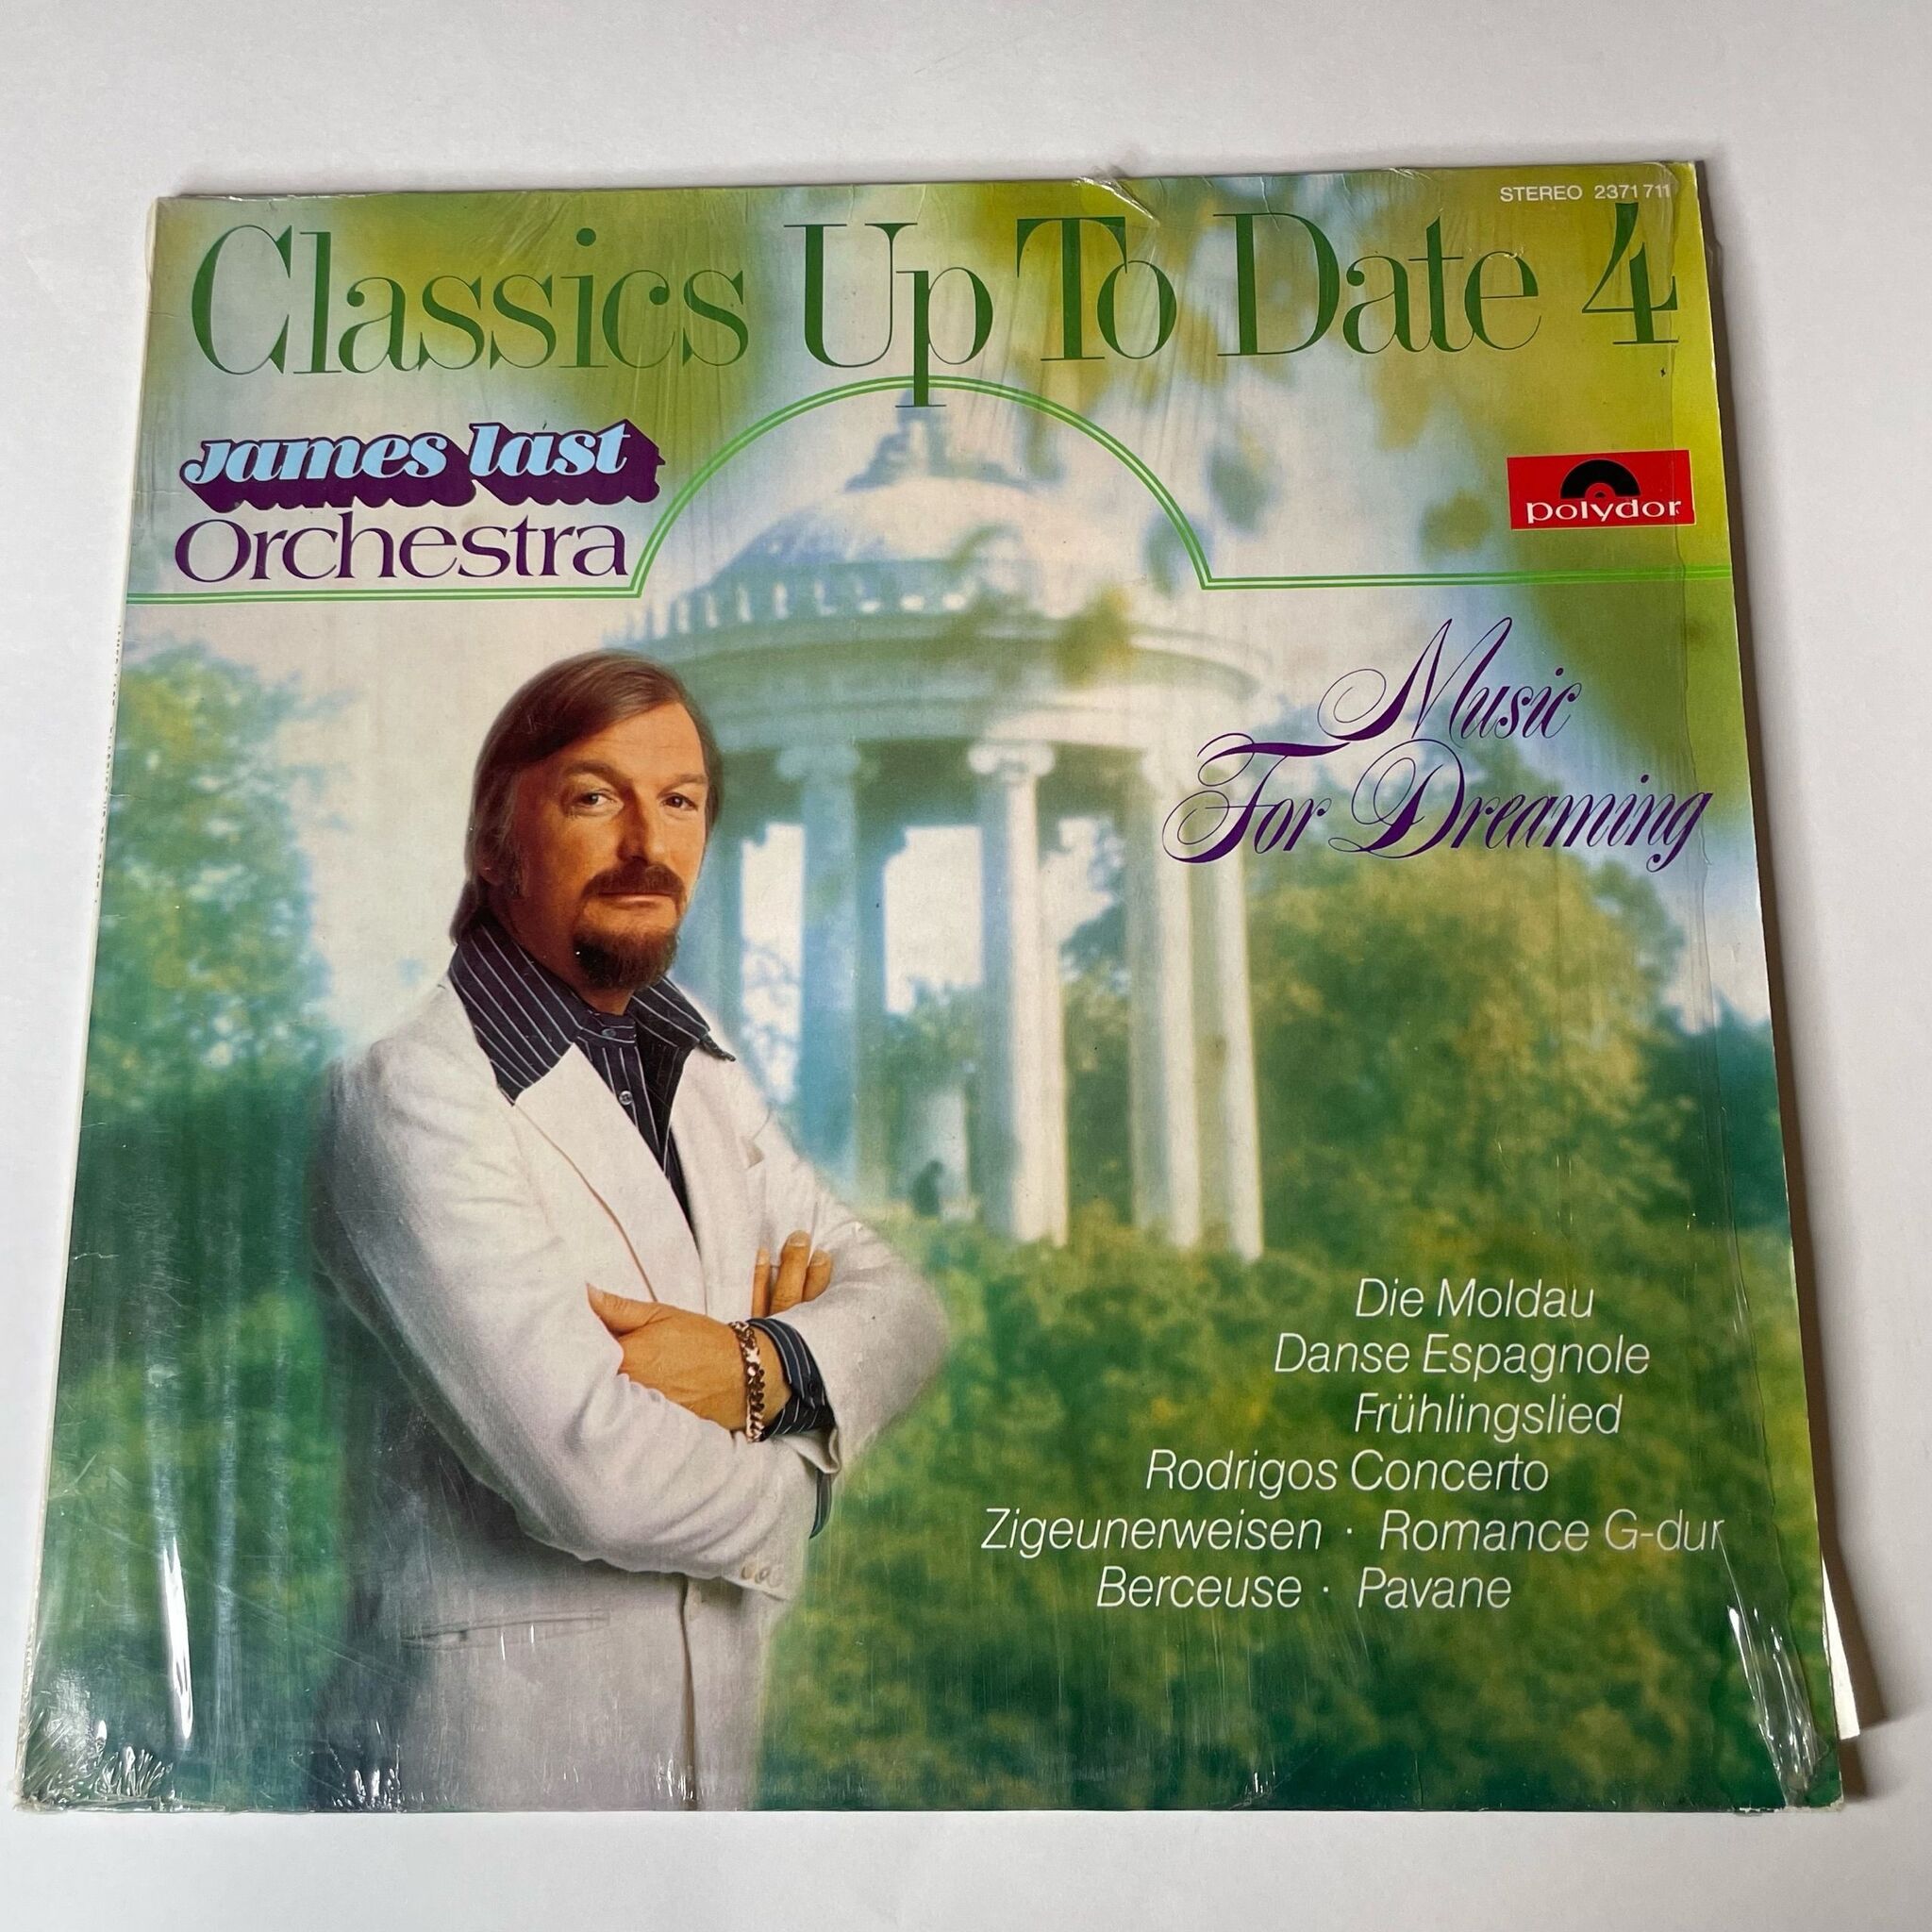 STEREO 2371 711
Classics Up To Date 4
james last
Orchestra
polydor
Music
For Dreaming
Die Moldau
Danse Espagnole
Frühlingslied
Rodrigos Concerto
Zigeunerweisen · Romance G-dur
Berceuse · Pavane